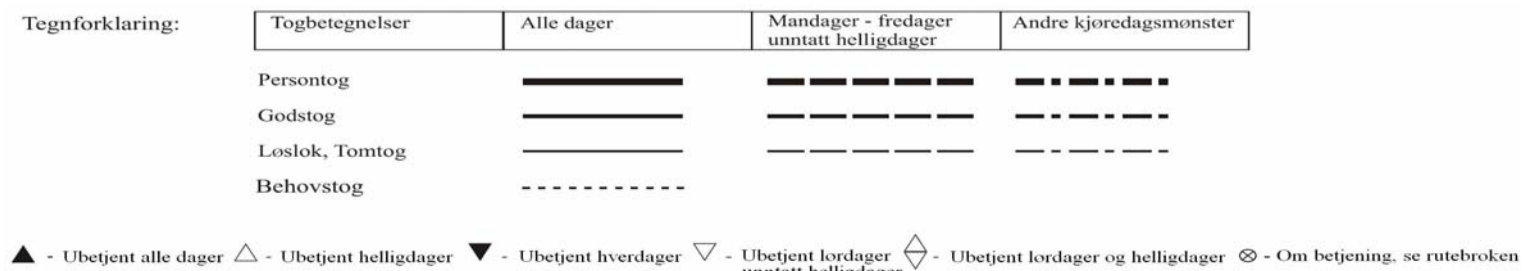 Tegnforklaring: Togbetegnelser Alle dager Mandager - fredager Andre kjøredagsmønster
unntatt helligdager
Persontog
Godstog
Løslok, Tomtog
Behovstog
- Ubetjent alle dager - Ubetjent helligdager - Ubetjent hverdager - Ubetjent lørdager - Ubetjent lørdager og helligdager - Om betjening, se rutebroken
unntatt helligdager